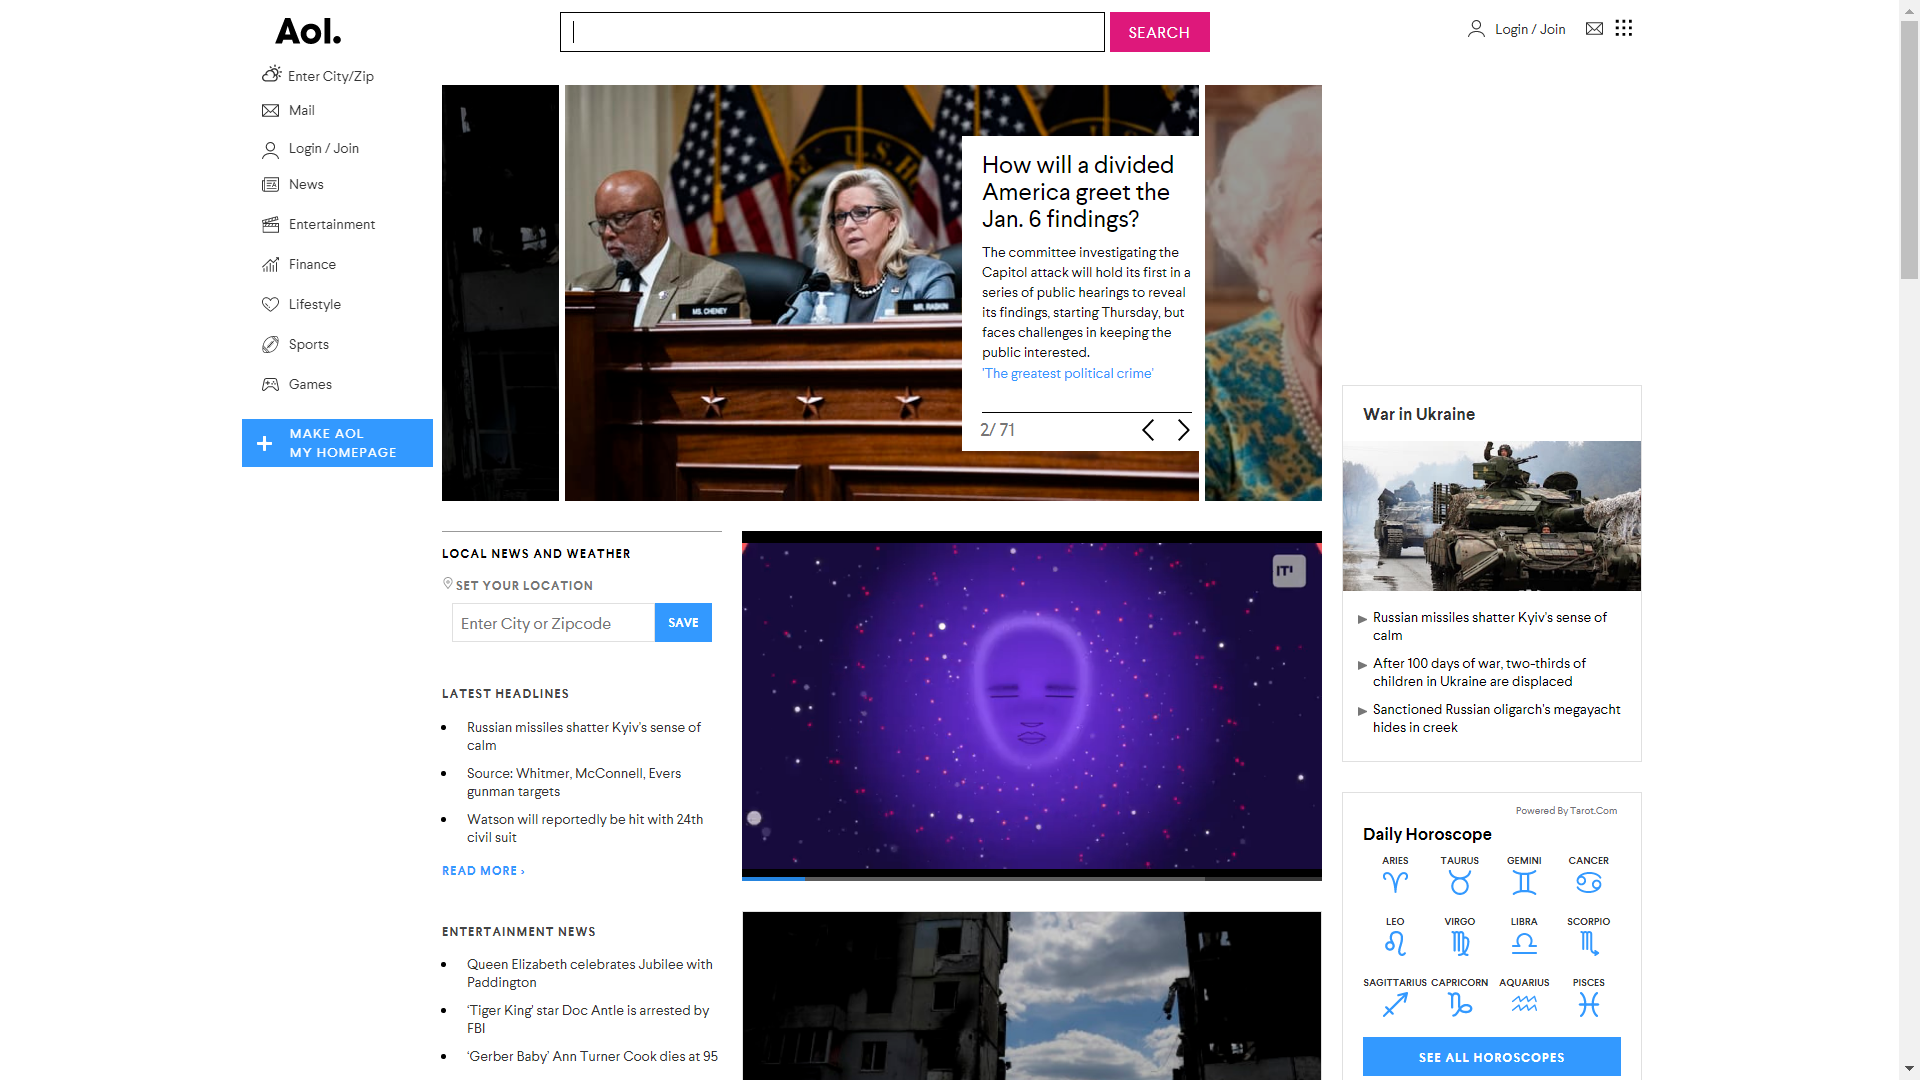 Aol.
SEARCH
Login / Join
Enter City/Zip
Mail
Login / Join
News
Entertainment
Finance
Lifestyle
Sports
Games
MAKE AOL
MY HOMEPAGE
MS. CHENEY
MR. RASKIN
How will a divided
America greet the
Jan. 6 findings?
The committee investigating the
Capitol attack will hold its first in a
series of public hearings to reveal
its findings, starting Thursday, but
faces challenges in keeping the
public interested.
'The greatest political crime'
2/ 71
LOCAL NEWS AND WEATHER
SET YOUR LOCATION
Enter City or Zipcode
SAVE
LATEST HEADLINES
Russian missiles shatter Kyiv's sense of
calm
Source: Whitmer, McConnell, Evers
gunman targets
Watson will reportedly be hit with 24th
civil suit
READ MORE ›
ENTERTAINMENT NEWS
Queen Elizabeth celebrates Jubilee with
Paddington
‘Tiger King’ star Doc Antle is arrested by
FBI
‘Gerber Baby’ Ann Turner Cook dies at 95
War in Ukraine
Russian missiles shatter Kyiv's sense of
calm
After 100 days of war, two-thirds of
children in Ukraine are displaced
Sanctioned Russian oligarch's megayacht
hides in creek
Powered By Tarot.Com
Daily Horoscope
ARIES TAURUS GEMINI CANCER
LEO VIRGO LIBRA SCORPIO
SAGITTARIUS CAPRICORN AQUARIUS PISCES
SEE ALL HOROSCOPES